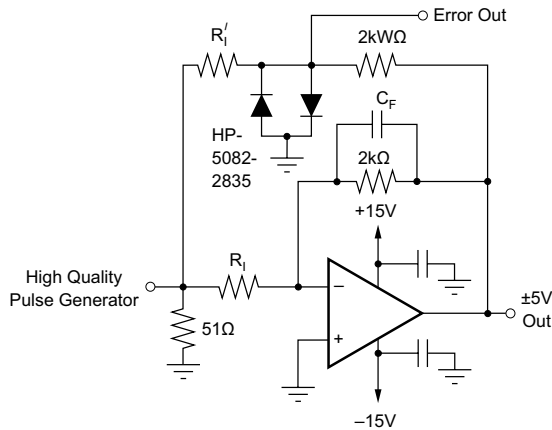 Error Out
R'I
2kWΩ
CF
HP-
5082-
2835
2kΩ
+15V
RI
High Quality
Pulse Generator
51Ω
−
+
±5V
Out
–15V